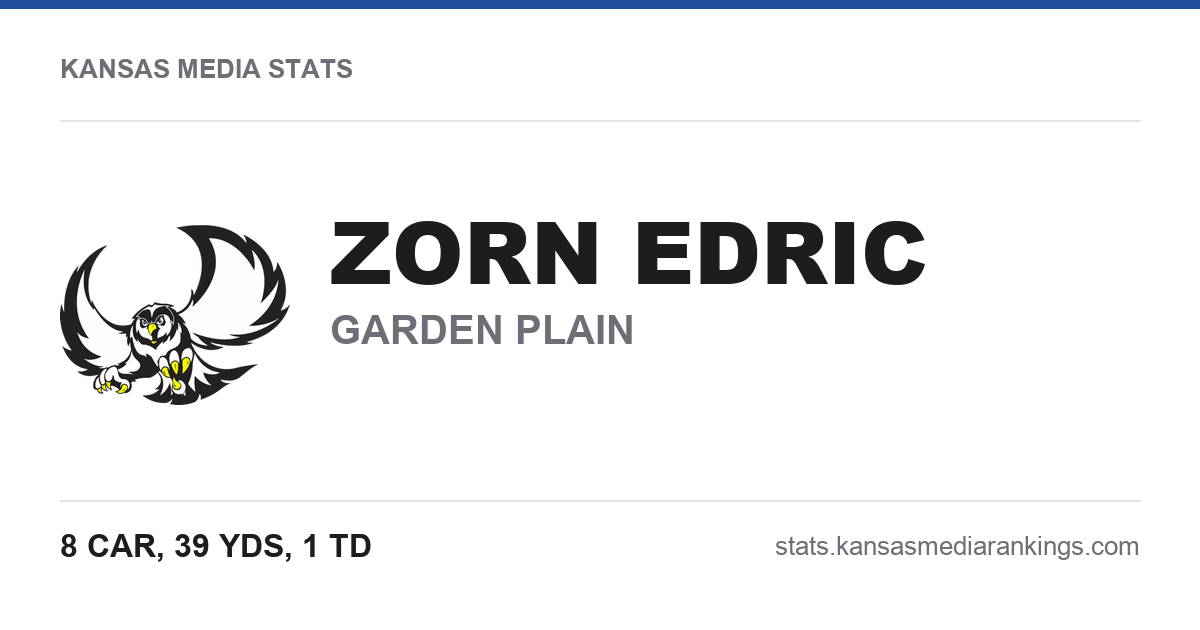 KANSAS MEDIA STATS
ZORN EDRIC
GARDEN PLAIN
8 CAR, 39 YDS, 1 TD
stats.kansasmediarankings.com